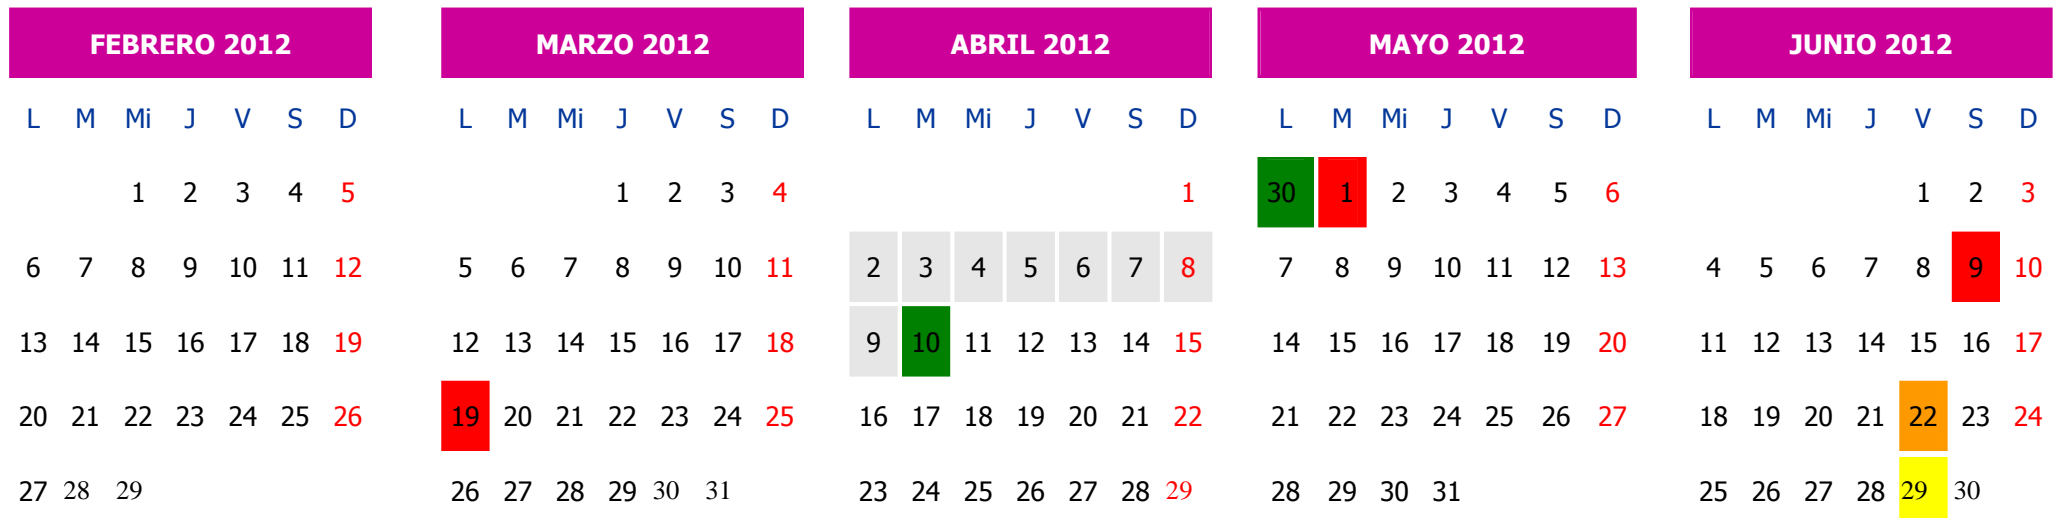 FEBRERO 2012 MARZO 2012 ABRIL 2012 MAYO 2012 JUNIO 2012
L M Mi J V S D L M Mi J V S D L M Mi J V S D L M Mi J V S D L M Mi J V S D
1 2 3 4 5 1 2 3 4 1 30 1 2 3 4 5 6 1 2 3
6 7 8 9 10 11 12 5 6 7 8 9 10 11 2 3 4 5 6 7 8 7 8 9 10 11 12 13 4 5 6 7 8 9 10
13 14 15 16 17 18 19 12 13 14 15 16 17 18 9 10 11 12 13 14 15 14 15 16 17 18 19 20 11 12 13 14 15 16 17
20 21 22 23 24 25 26 19 20 21 22 23 24 25 16 17 18 19 20 21 22 21 22 23 24 25 26 27 18 19 20 21 22 23 24
27 28 29 26 27 28 29 30 31 23 24 25 26 27 28 29 28 29 30 31 25 26 27 28 29 30